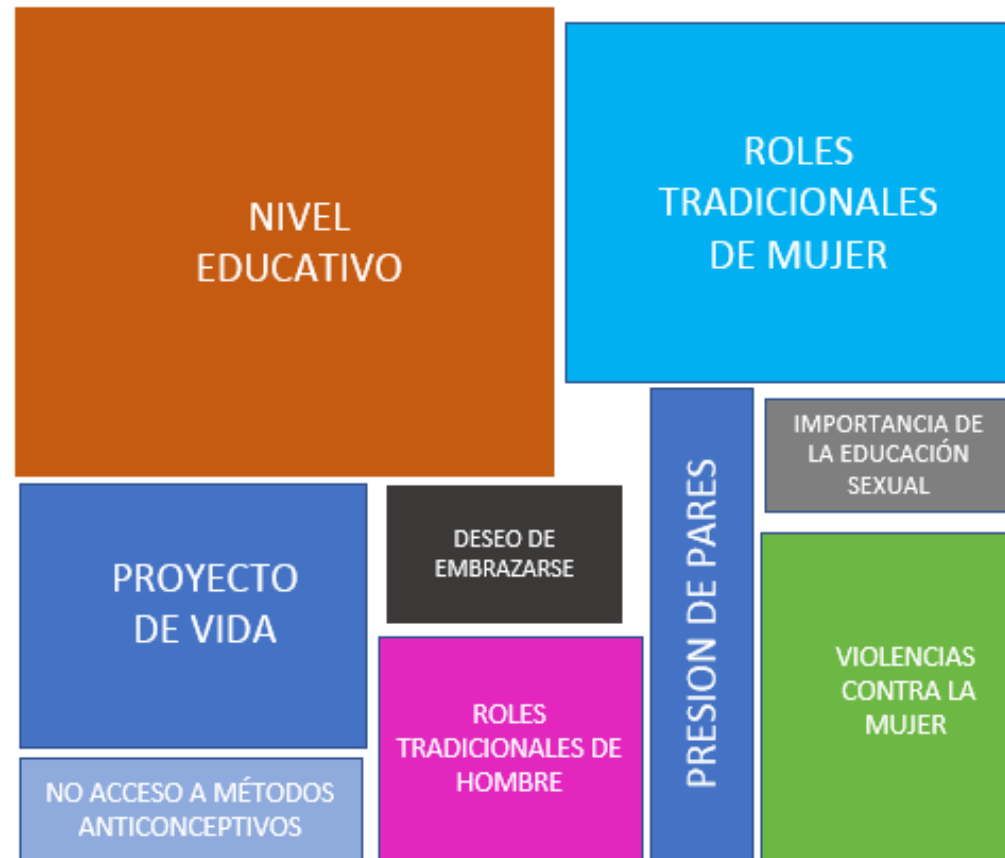 NIVEL
EDUCATIVO
ROLES
TRADICIONALES
DE MUJER
PROYECTO
DE VIDA
DESEO DE
EMBRAZARSE
PRESION DE PARES
IMPORTANCIA DE
LA EDUCACIÓN
SEXUAL
ROLES
TRADICIONALES DE
HOMBRE
VIOLENCIAS
CONTRA LA
MUJER
NO ACCESO A MÉTODOS
ANTICONCEPTIVOS